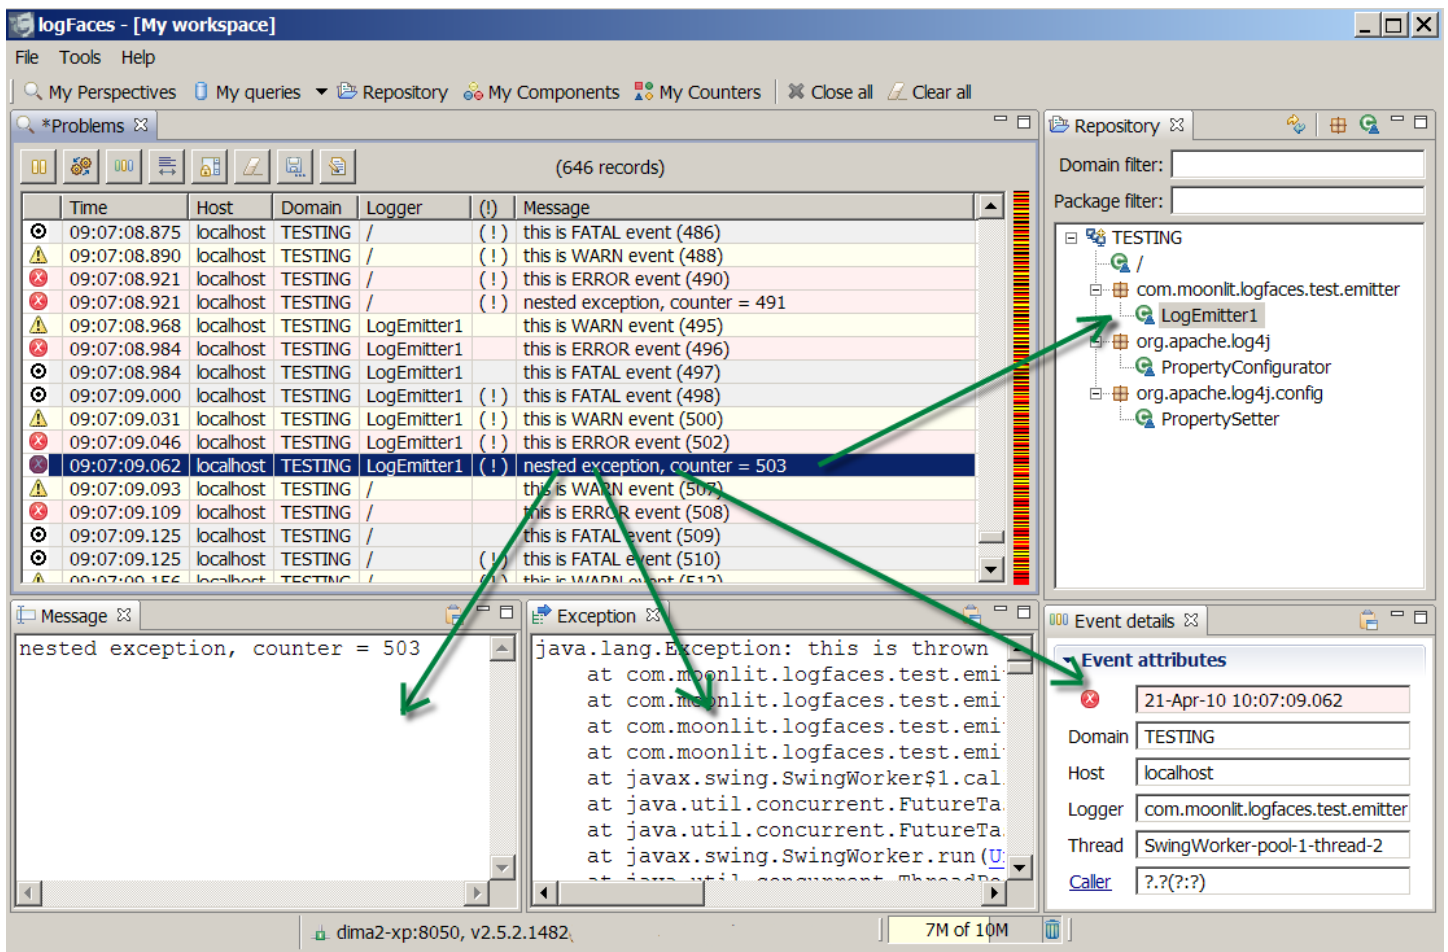 logFaces - [My workspace]
File Tools Help
My Perspectives My queries Repository My Components My Counters Close all Clear all
*Problems
(646 records)
Time Host Domain Logger (!) Message
09:07:08.875 localhost TESTING / (!) this is FATAL event (486)
09:07:08.890 localhost TESTING / (!) this is WARN event (488)
09:07:08.921 localhost TESTING / (!) this is ERROR event (490)
09:07:08.921 localhost TESTING / (!) nested exception, counter = 491
09:07:08.968 localhost TESTING LogEmitter1 this is WARN event (495)
09:07:08.984 localhost TESTING LogEmitter1 this is ERROR event (496)
09:07:08.984 localhost TESTING LogEmitter1 this is FATAL event (497)
09:07:09.000 localhost TESTING LogEmitter1 (!) this is FATAL event (498)
09:07:09.031 localhost TESTING LogEmitter1 (!) this is WARN event (500)
09:07:09.046 localhost TESTING LogEmitter1 (!) this is ERROR event (502)
09:07:09.062 localhost TESTING LogEmitter1 (!) nested exception, counter = 503
09:07:09.093 localhost TESTING / this is WARN event (507)
09:07:09.109 localhost TESTING / this is ERROR event (508)
09:07:09.125 localhost TESTING / this is FATAL event (509)
09:07:09.125 localhost TESTING / (!) this is FATAL event (510)
09:07:09.156 localhost TESTING / (!) this is WARN event (512)
Repository
Domain filter:
Package filter:
TESTING
/
com.moonlit.logfaces.test.emitter
LogEmitter1
org.apache.log4j
PropertyConfigurator
org.apache.log4j.config
PropertySetter
Message
nested exception, counter = 503
Exception
java.lang.Exception: this is thrown
at com.moonlit.logfaces.test.emi
at com.moonlit.logfaces.test.emi
at com.moonlit.logfaces.test.emi
at com.moonlit.logfaces.test.emi
at javax.swing.SwingWorker$1.cal
at java.util.concurrent.FutureTa
at java.util.concurrent.FutureTa
at javax.swing.SwingWorker.run(U
at java.util.concurrent.ThreadPo
Event details
Event attributes
21-Apr-10 10:07:09.062
Domain TESTING
Host localhost
Logger com.moonlit.logfaces.test.emitter
Thread SwingWorker-pool-1-thread-2
Caller ?.?(?:?)
dima2-xp:8050, v2.5.2.1482
7M of 10M